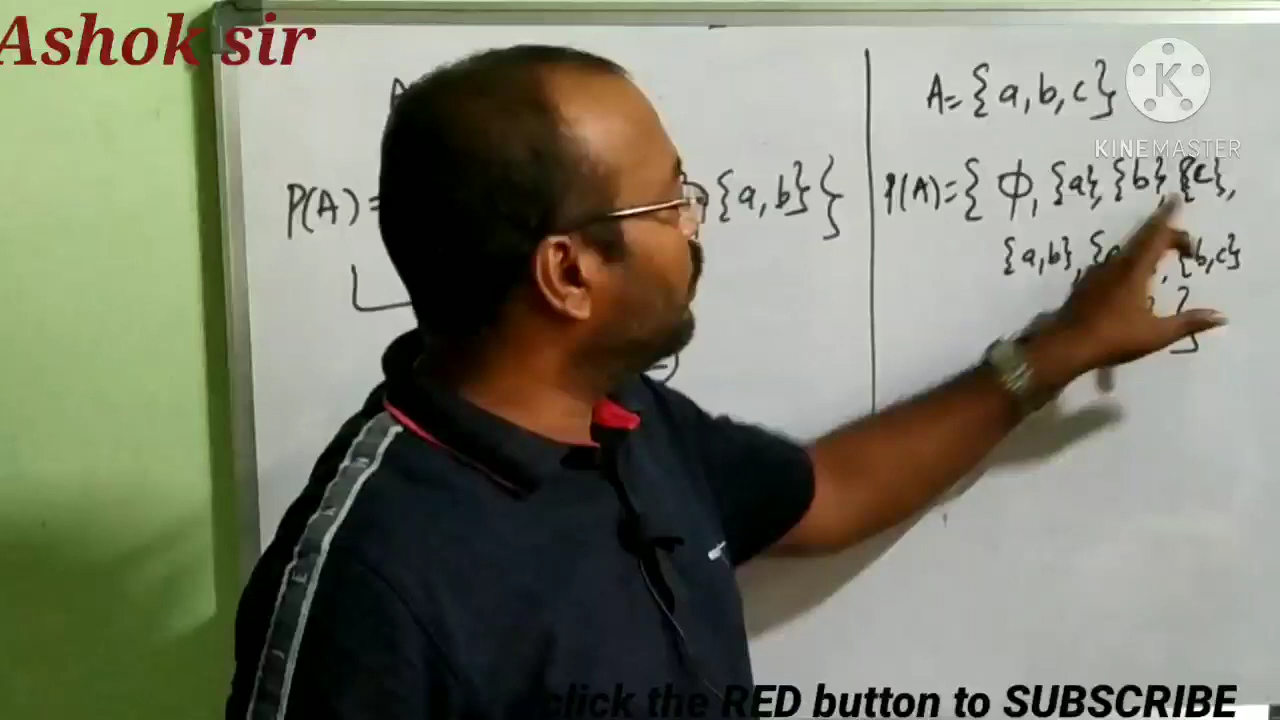 Ashok sir
A
P(A)=
{a,b}}
A={a,b,c}
KINEMASTER
P(A)={ ϕ, {a}, {b}, {c},
{a,b}, {b,c}
}
click the RED button to SUBSCRIBE